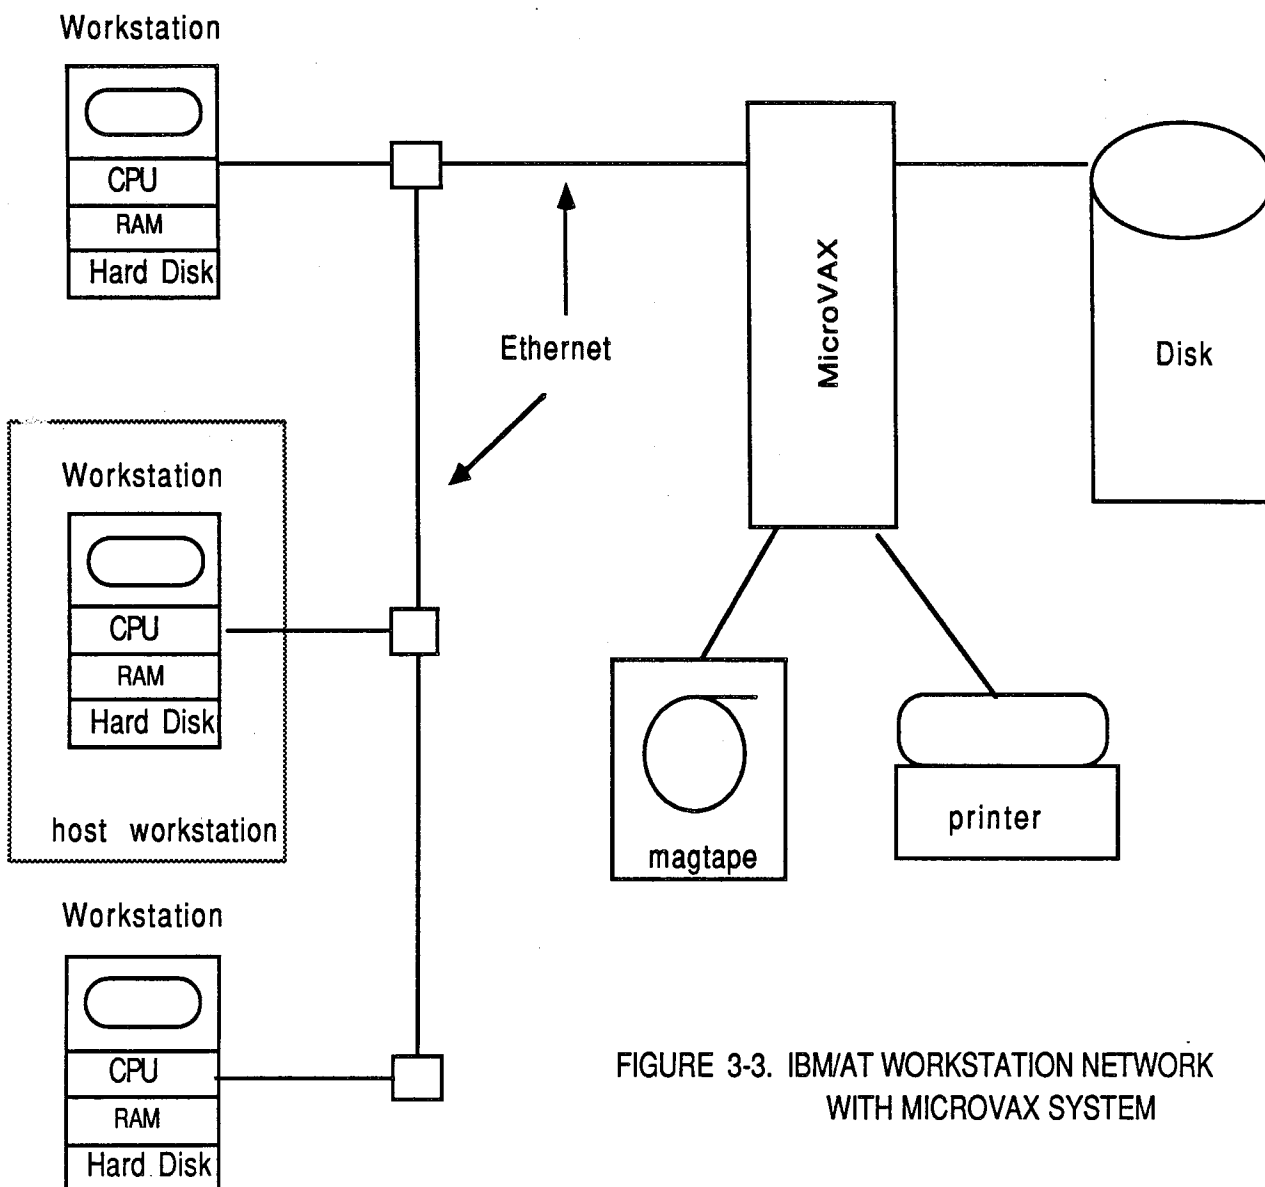 Workstation
CPU
RAM
Hard Disk
Ethernet
MicroVAX
Disk
Workstation
CPU
RAM
Hard Disk
host workstation
magtape
printer
Workstation
CPU
RAM
Hard Disk
FIGURE 3-3. IBM/AT WORKSTATION NETWORK
WITH MICROVAX SYSTEM